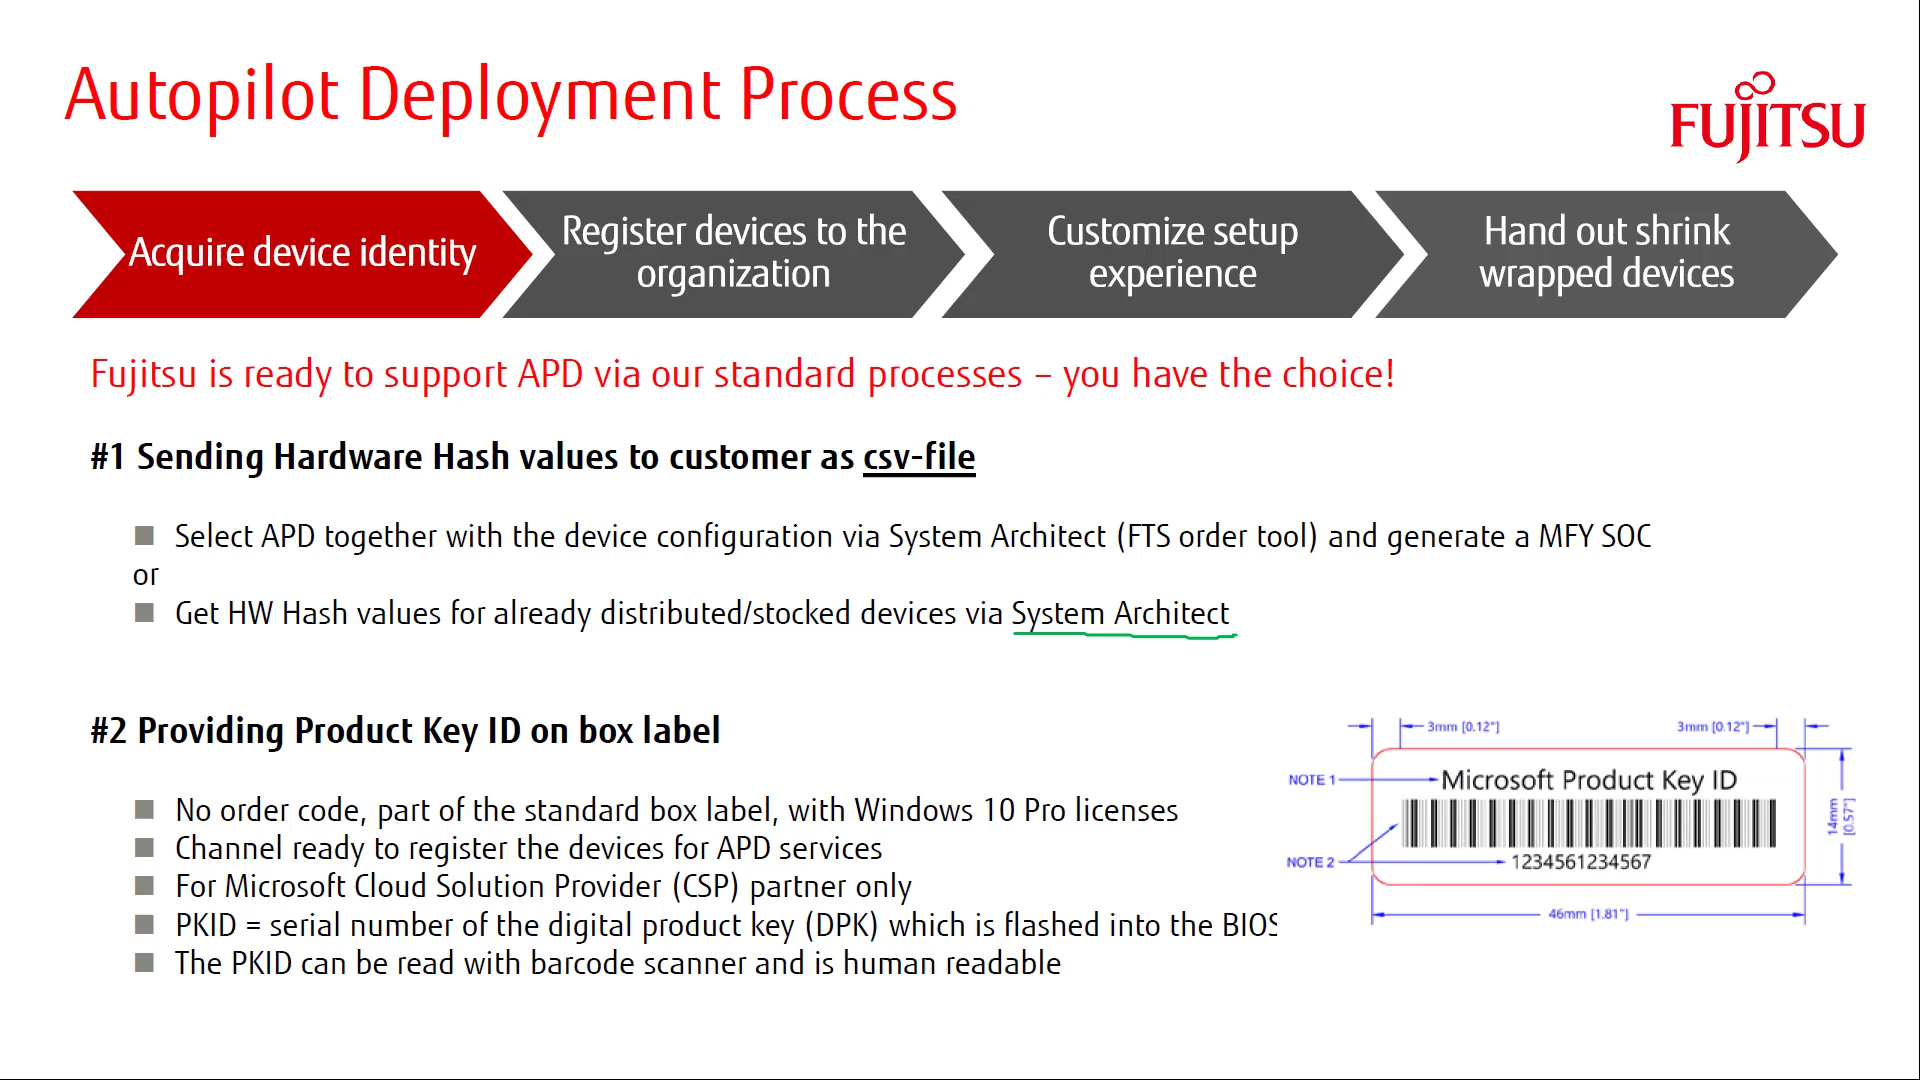 Autopilot Deployment Process
FUJITSU
Acquire device identity
Register devices to the
organization
Customize setup
experience
Hand out shrink
wrapped devices
Fujitsu is ready to support APD via our standard processes – you have the choice!
#1 Sending Hardware Hash values to customer as csv-file
Select APD together with the device configuration via System Architect (FTS order tool) and generate a MFY SOC
or
Get HW Hash values for already distributed/stocked devices via System Architect
#2 Providing Product Key ID on box label
No order code, part of the standard box label, with Windows 10 Pro licenses
Channel ready to register the devices for APD services
For Microsoft Cloud Solution Provider (CSP) partner only
PKID = serial number of the digital product key (DPK) which is flashed into the BIOS
The PKID can be read with barcode scanner and is human readable
3mm [0.12"]
3mm [0.12"]
NOTE 1
Microsoft Product Key ID
14mm
[0.57"]
NOTE 2
1234561234567
46mm [1.81"]